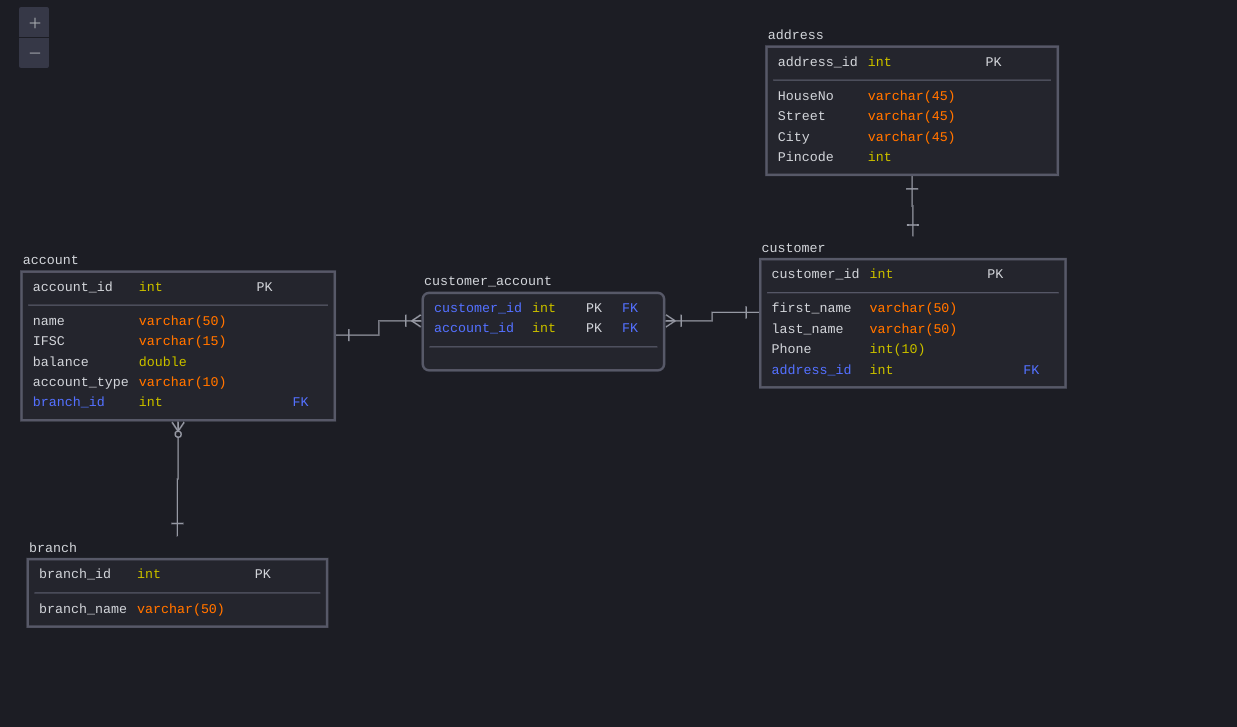 +
−
address
address_id int PK
HouseNo varchar(45)
Street varchar(45)
City varchar(45)
Pincode int
account
account_id int PK
name varchar(50)
IFSC varchar(15)
balance double
account_type varchar(10)
branch_id int FK
customer_account
customer_id int PK FK
account_id int PK FK
customer
customer_id int PK
first_name varchar(50)
last_name varchar(50)
Phone int(10)
address_id int FK
branch
branch_id int PK
branch_name varchar(50)